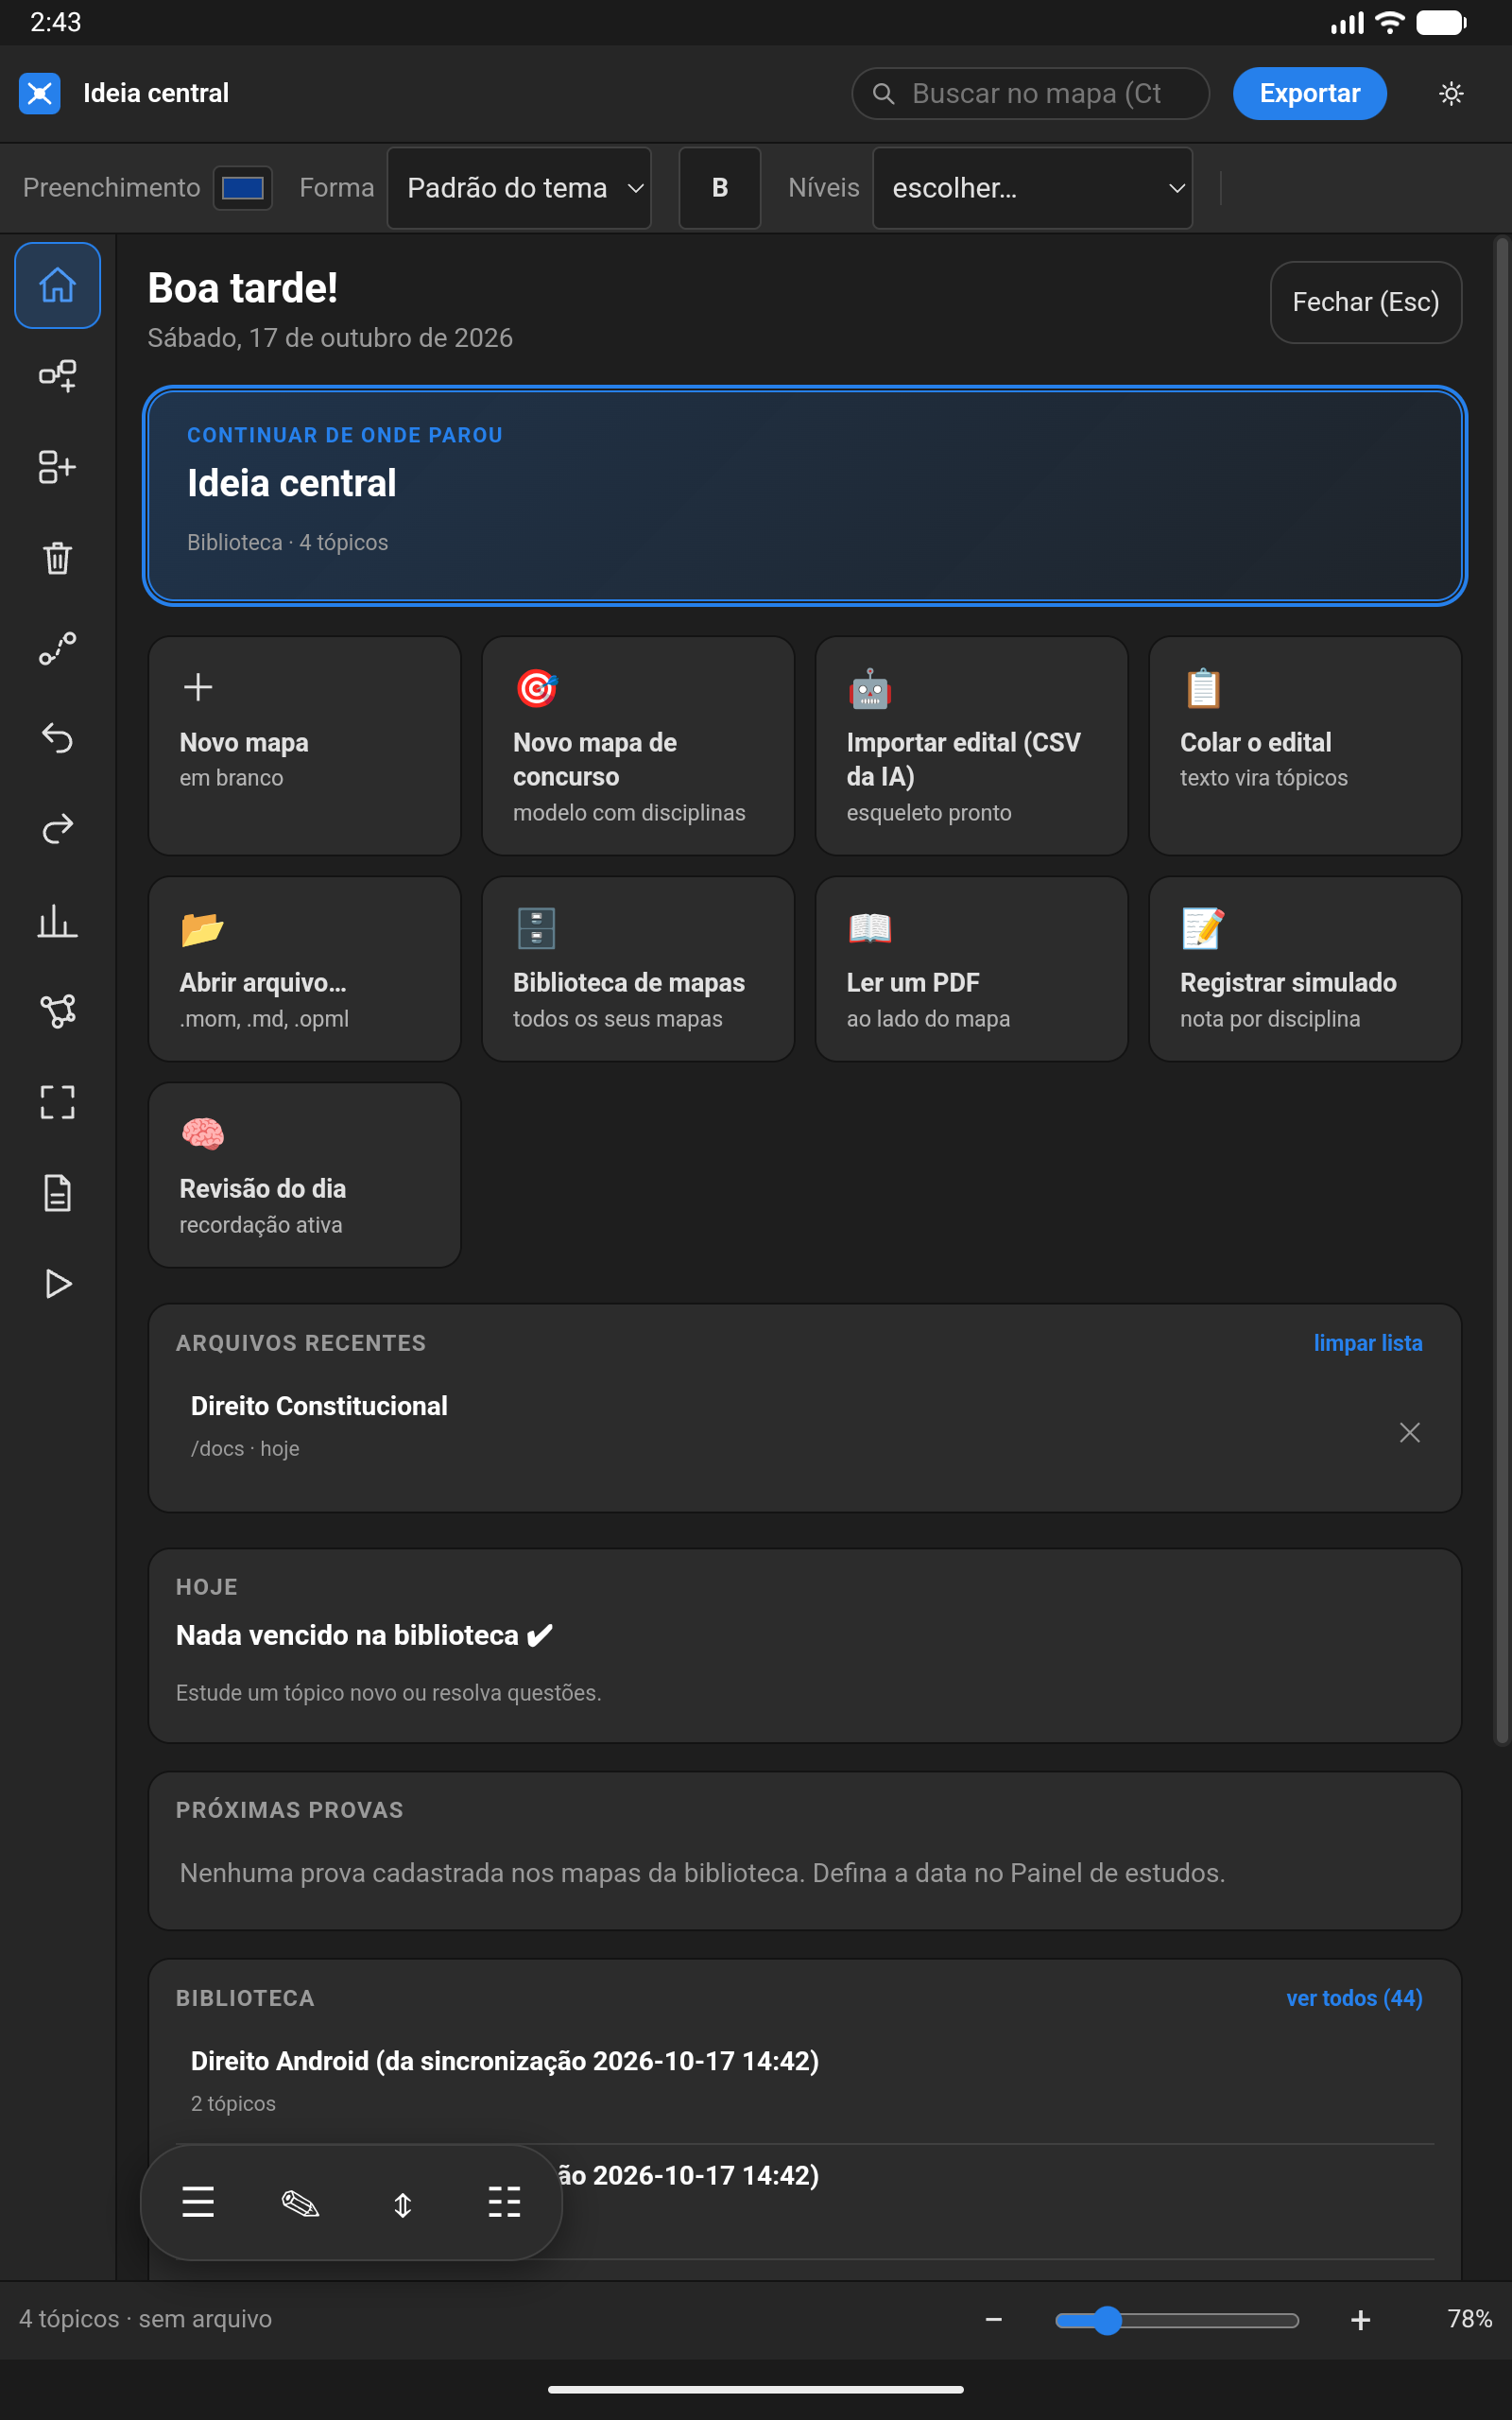 2:43
Ideia central
Buscar no mapa (Ct
Exportar
Preenchimento
Forma
Padrão do tema
B
Níveis
escolher...
Boa tarde!
Sábado, 17 de outubro de 2026
Fechar (Esc)
CONTINUAR DE ONDE PAROU
Ideia central
Biblioteca · 4 tópicos
Novo mapa
em branco
Novo mapa de
concurso
modelo com disciplinas
Importar edital (CSV
da IA)
esqueleto pronto
Colar o edital
texto vira tópicos
Abrir arquivo...
.mom, .md, .opml
Biblioteca de mapas
todos os seus mapas
Ler um PDF
ao lado do mapa
Registrar simulado
nota por disciplina
Revisão do dia
recordação ativa
ARQUIVOS RECENTES
limpar lista
Direito Constitucional
/docs · hoje
HOJE
Nada vencido na biblioteca ✔
Estude um tópico novo ou resolva questões.
PRÓXIMAS PROVAS
Nenhuma prova cadastrada nos mapas da biblioteca. Defina a data no Painel de estudos.
BIBLIOTECA
ver todos (44)
Direito Android (da sincronização 2026-10-17 14:42)
2 tópicos
ão 2026-10-17 14:42)
4 tópicos · sem arquivo
−
+
78%